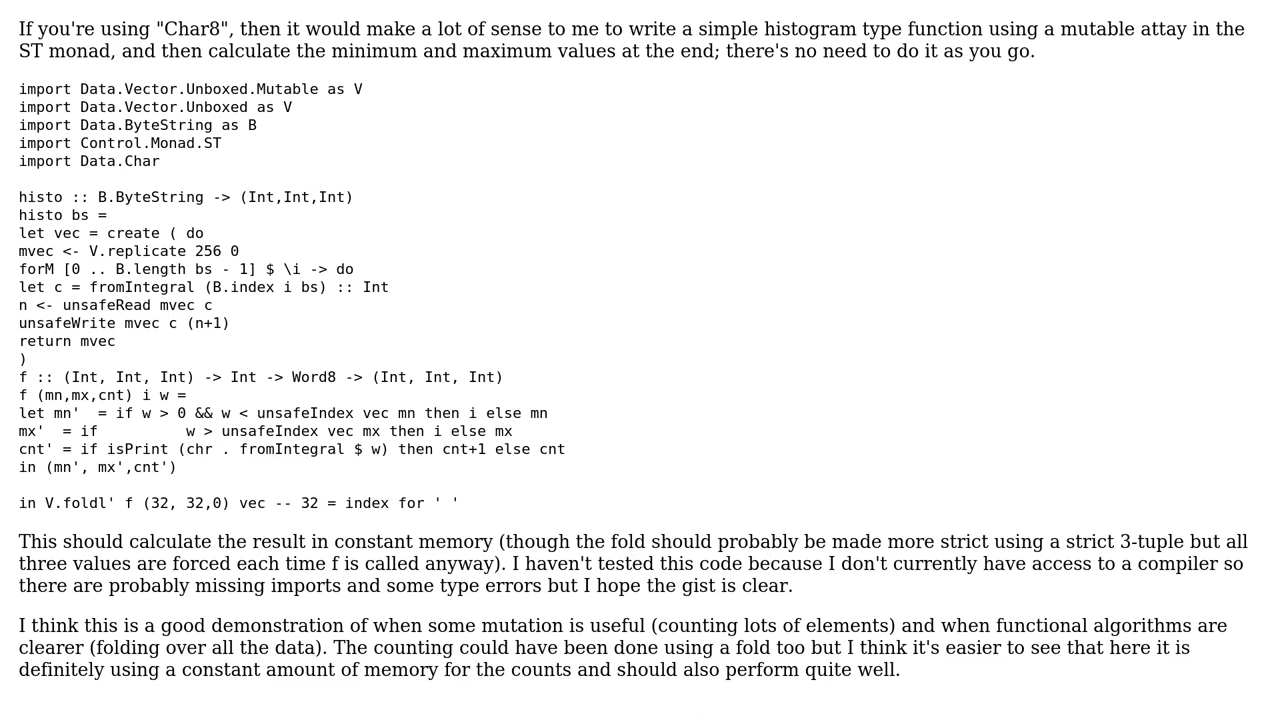 If you're using "Char8", then it would make a lot of sense to me to write a simple histogram type function using a mutable attay in the
ST monad, and then calculate the minimum and maximum values at the end; there's no need to do it as you go.
import Data.Vector.Unboxed.Mutable as V
import Data.Vector.Unboxed as V
import Data.ByteString as B
import Control.Monad.ST
import Data.Char
histo :: B.ByteString -> (Int,Int,Int)
histo bs =
let vec = create ( do
mvec <- V.replicate 256 0
forM [0 .. B.length bs - 1] $ \i -> do
let c = fromIntegral (B.index i bs) :: Int
n <- unsafeRead mvec c
unsafeWrite mvec c (n+1)
return mvec
)
f :: (Int, Int, Int) -> Int -> Word8 -> (Int, Int, Int)
f (mn,mx,cnt) i w =
let mn'  = if w > 0 && w < unsafeIndex vec mn then i else mn
mx'  = if          w > unsafeIndex vec mx then i else mx
cnt' = if isPrint (chr . fromIntegral $ w) then cnt+1 else cnt
in (mn', mx',cnt')
in V.foldl' f (32, 32,0) vec -- 32 = index for ' '
This should calculate the result in constant memory (though the fold should probably be made more strict using a strict 3-tuple but all
three values are forced each time f is called anyway). I haven't tested this code because I don't currently have access to a compiler so
there are probably missing imports and some type errors but I hope the gist is clear.
I think this is a good demonstration of when some mutation is useful (counting lots of elements) and when functional algorithms are
clearer (folding over all the data). The counting could have been done using a fold too but I think it's easier to see that here it is
definitely using a constant amount of memory for the counts and should also perform quite well.